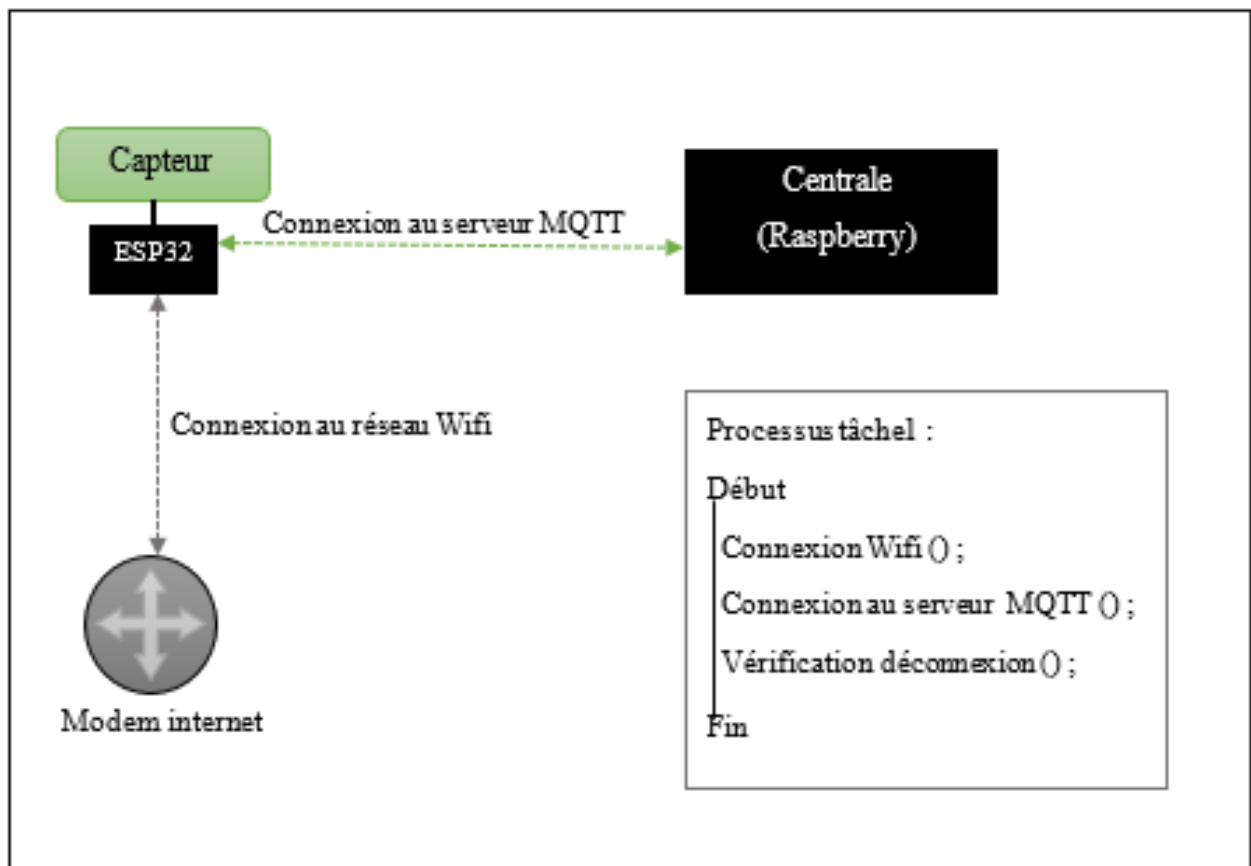 Capteur
ESP32
Connexion au serveur MQTT
Centrale
(Raspberry)
Connexion au réseau Wifi
Modem internet
Processus tâchel :
Début
Connexion Wifi () ;
Connexion au serveur MQTT () ;
Vérification déconnexion () ;
Fin